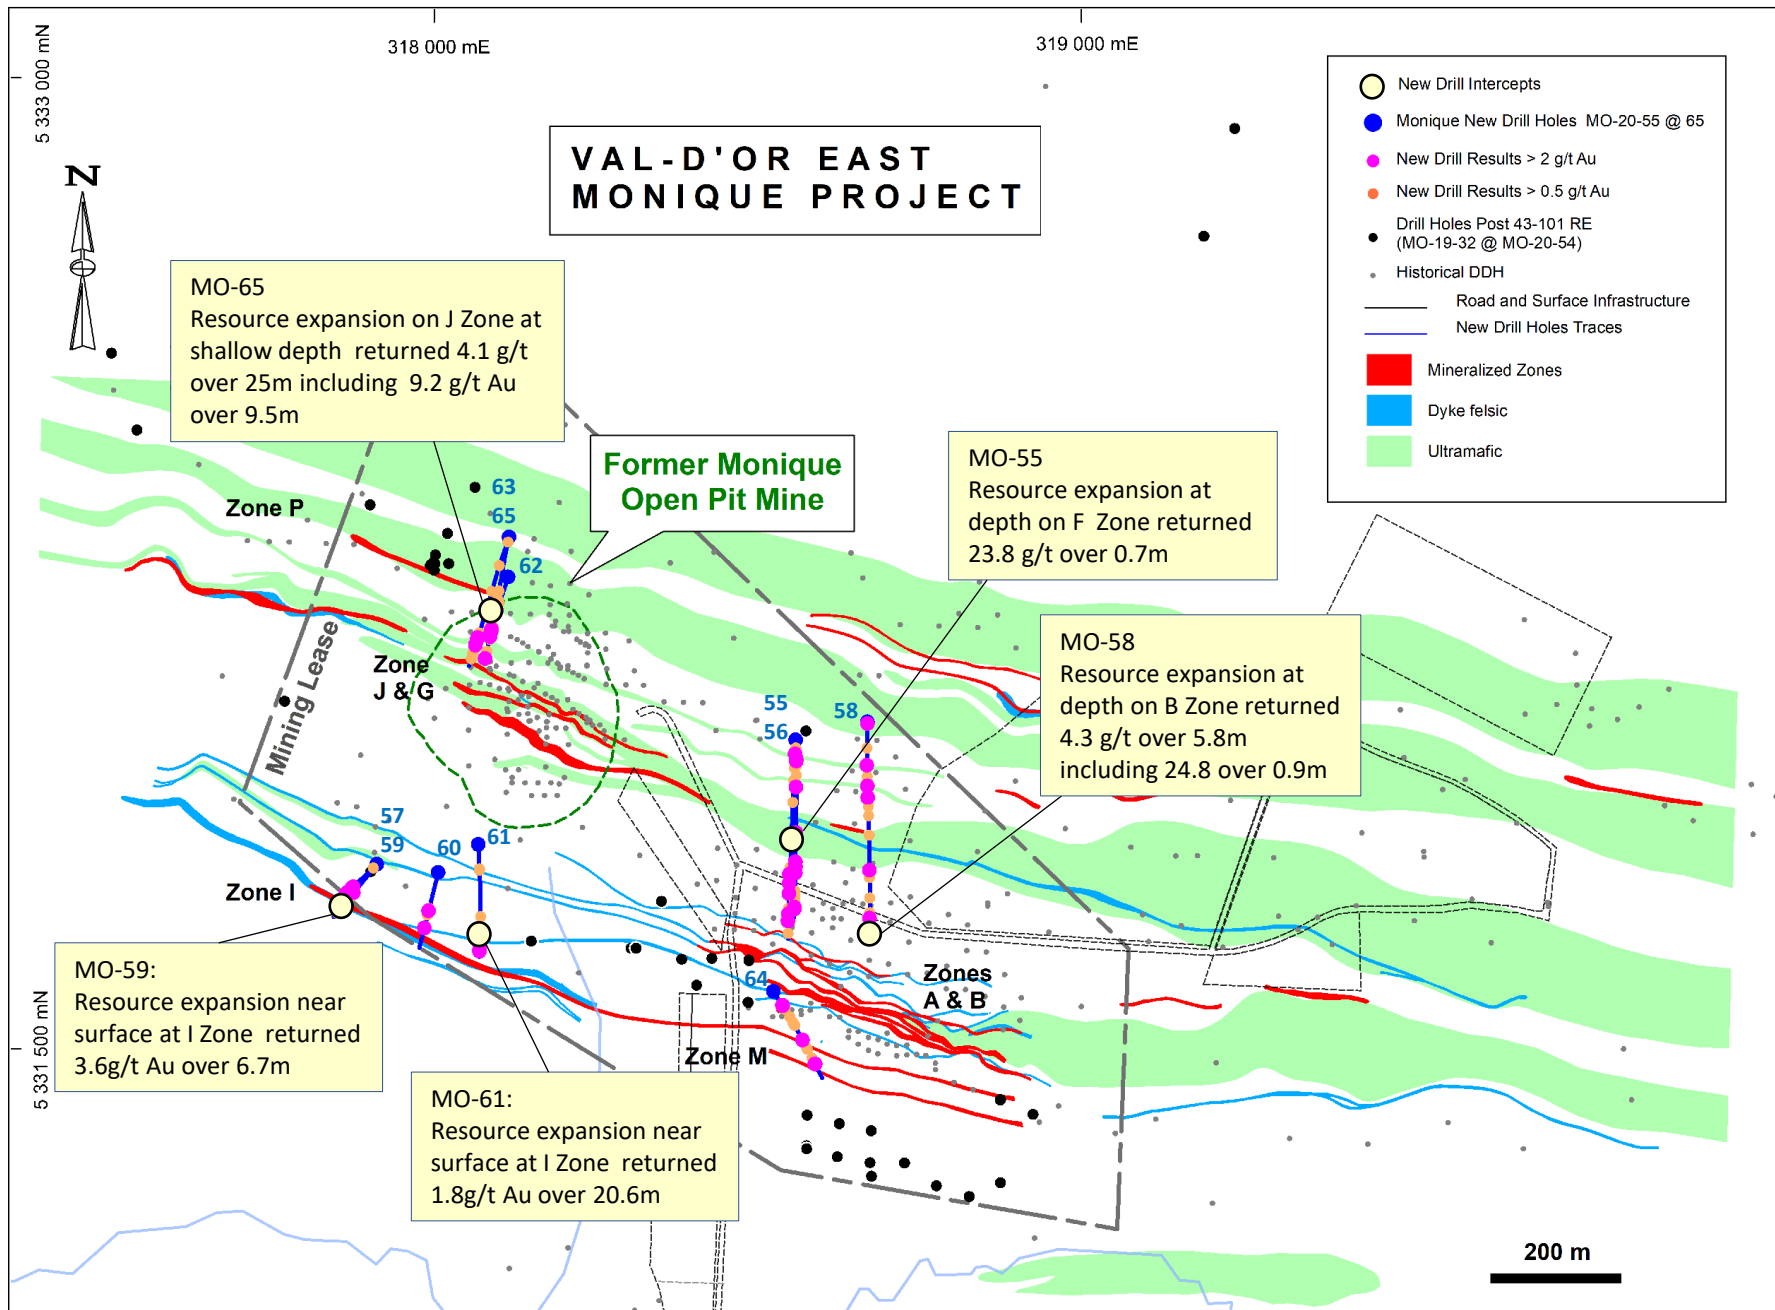 318 000 mE
319 000 mE
5 333 000 mN
N
VAL-D'OR EAST
MONIQUE PROJECT
New Drill Intercepts
Monique New Drill Holes MO-20-55 @ 65
New Drill Results > 2 g/t Au
New Drill Results > 0.5 g/t Au
Drill Holes Post 43-101 RE
(MO-19-32 @ MO-20-54)
Historical DDH
Road and Surface Infrastructure
New Drill Holes Traces
Mineralized Zones
Dyke felsic
Ultramafic
MO-65
Resource expansion on J Zone at
shallow depth returned 4.1 g/t
over 25m including 9.2 g/t Au
over 9.5m
Former Monique
Open Pit Mine
MO-55
Resource expansion at
depth on F Zone returned
23.8 g/t over 0.7m
MO-58
Resource expansion at
depth on B Zone returned
4.3 g/t over 5.8m
including 24.8 over 0.9m
Zone P
63
65
62
Zone
J & G
Mining Lease
55
56
58
57
59
60
61
Zone I
64
Zones
A & B
Zone M
MO-59:
Resource expansion near
surface at I Zone returned
3.6g/t Au over 6.7m
MO-61:
Resource expansion near
surface at I Zone returned
1.8g/t Au over 20.6m
5 331 500 mN
200 m